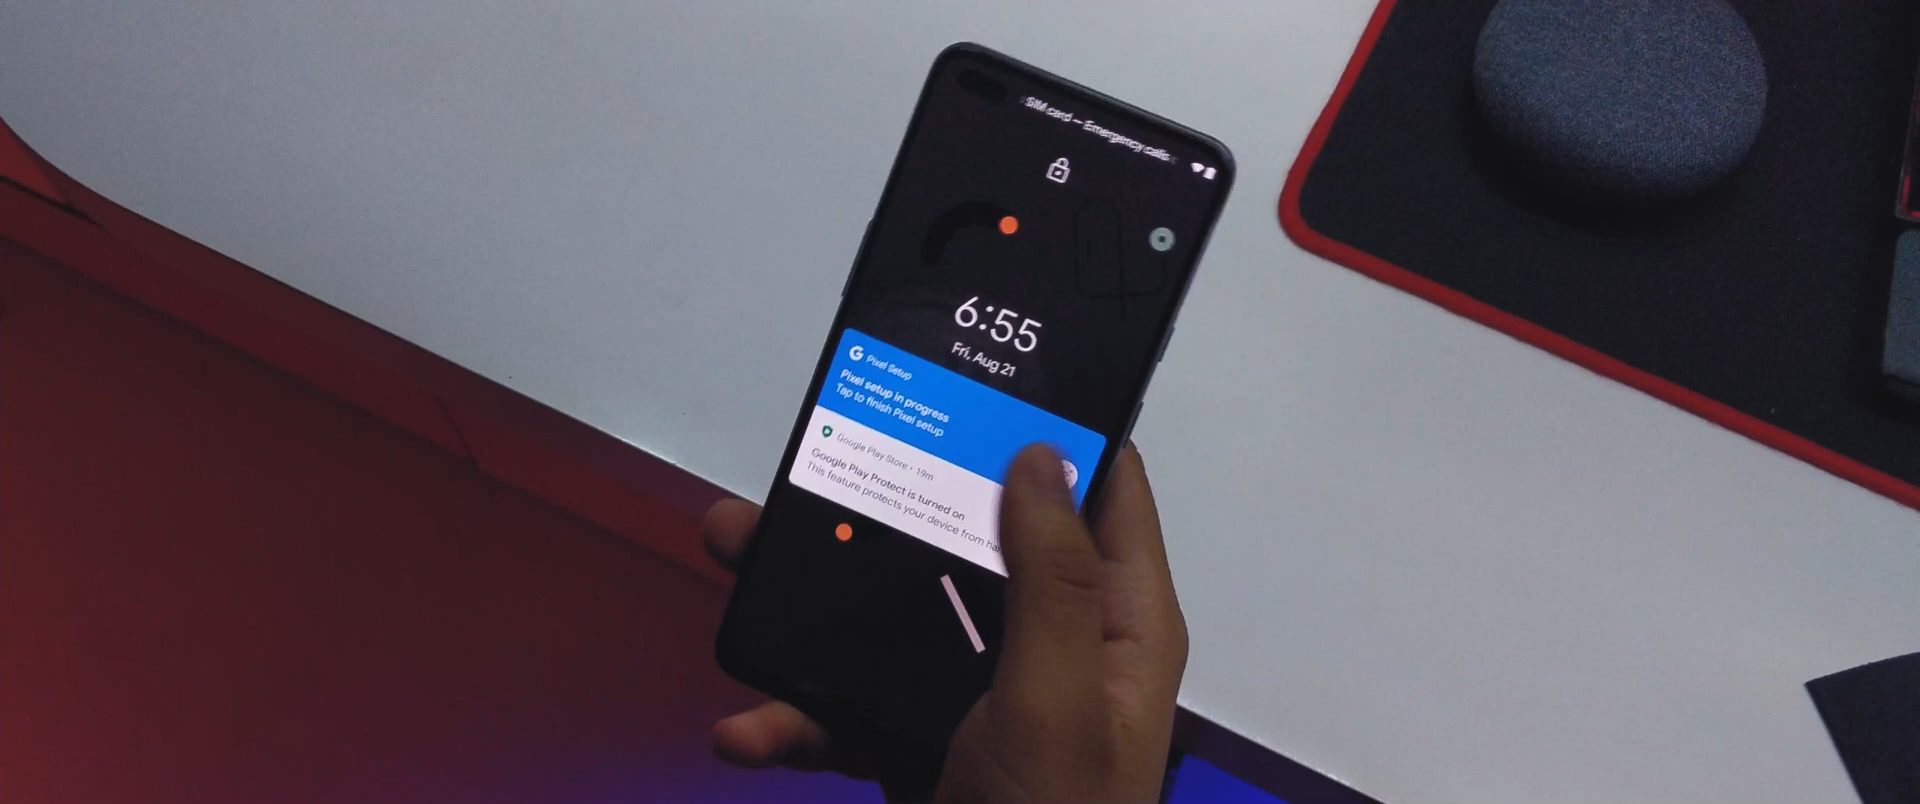 SIM card — Emergency calls
6:55
Fri, Aug 21
G Pixel Setup
Pixel setup in progress
Tap to finish Pixel setup
Google Play Store • 19m
Google Play Protect is turned on
This feature protects your device from